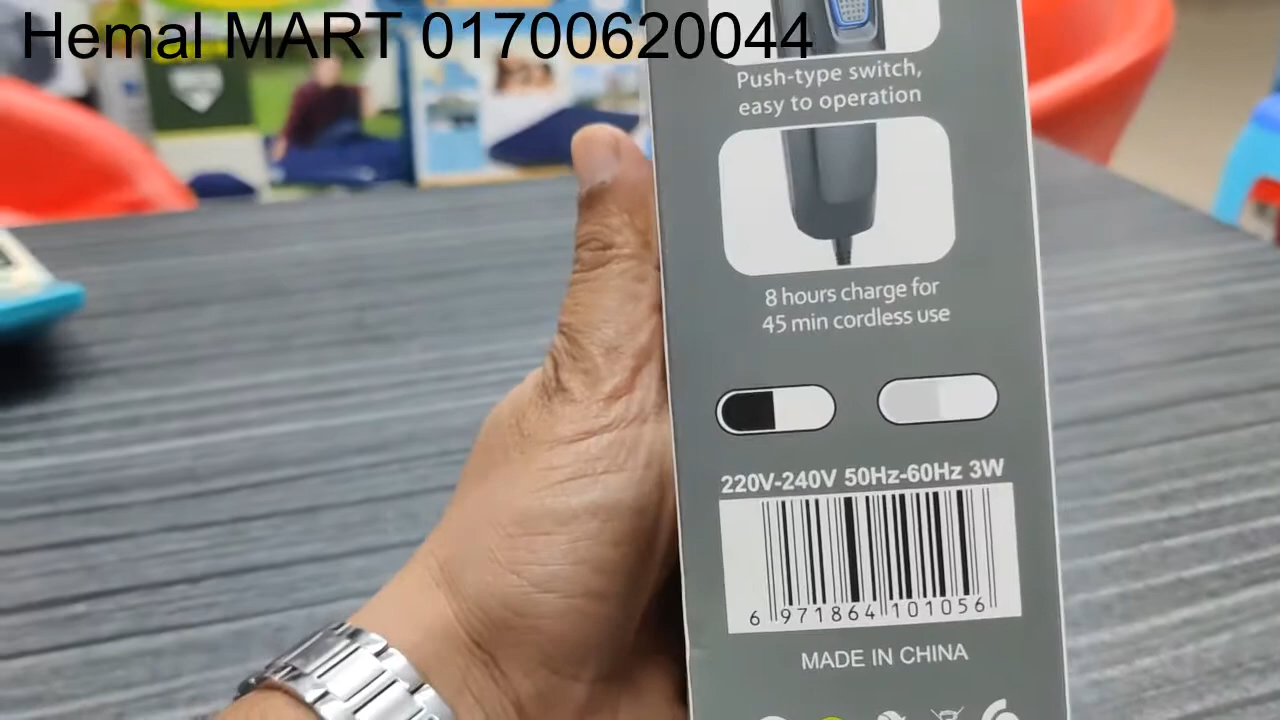 Hemal MART 01700620044
Push-type switch,
easy to operation
8 hours charge for
45 min cordless use
220V-240V 50Hz-60Hz 3W
6 971864 101056
MADE IN CHINA